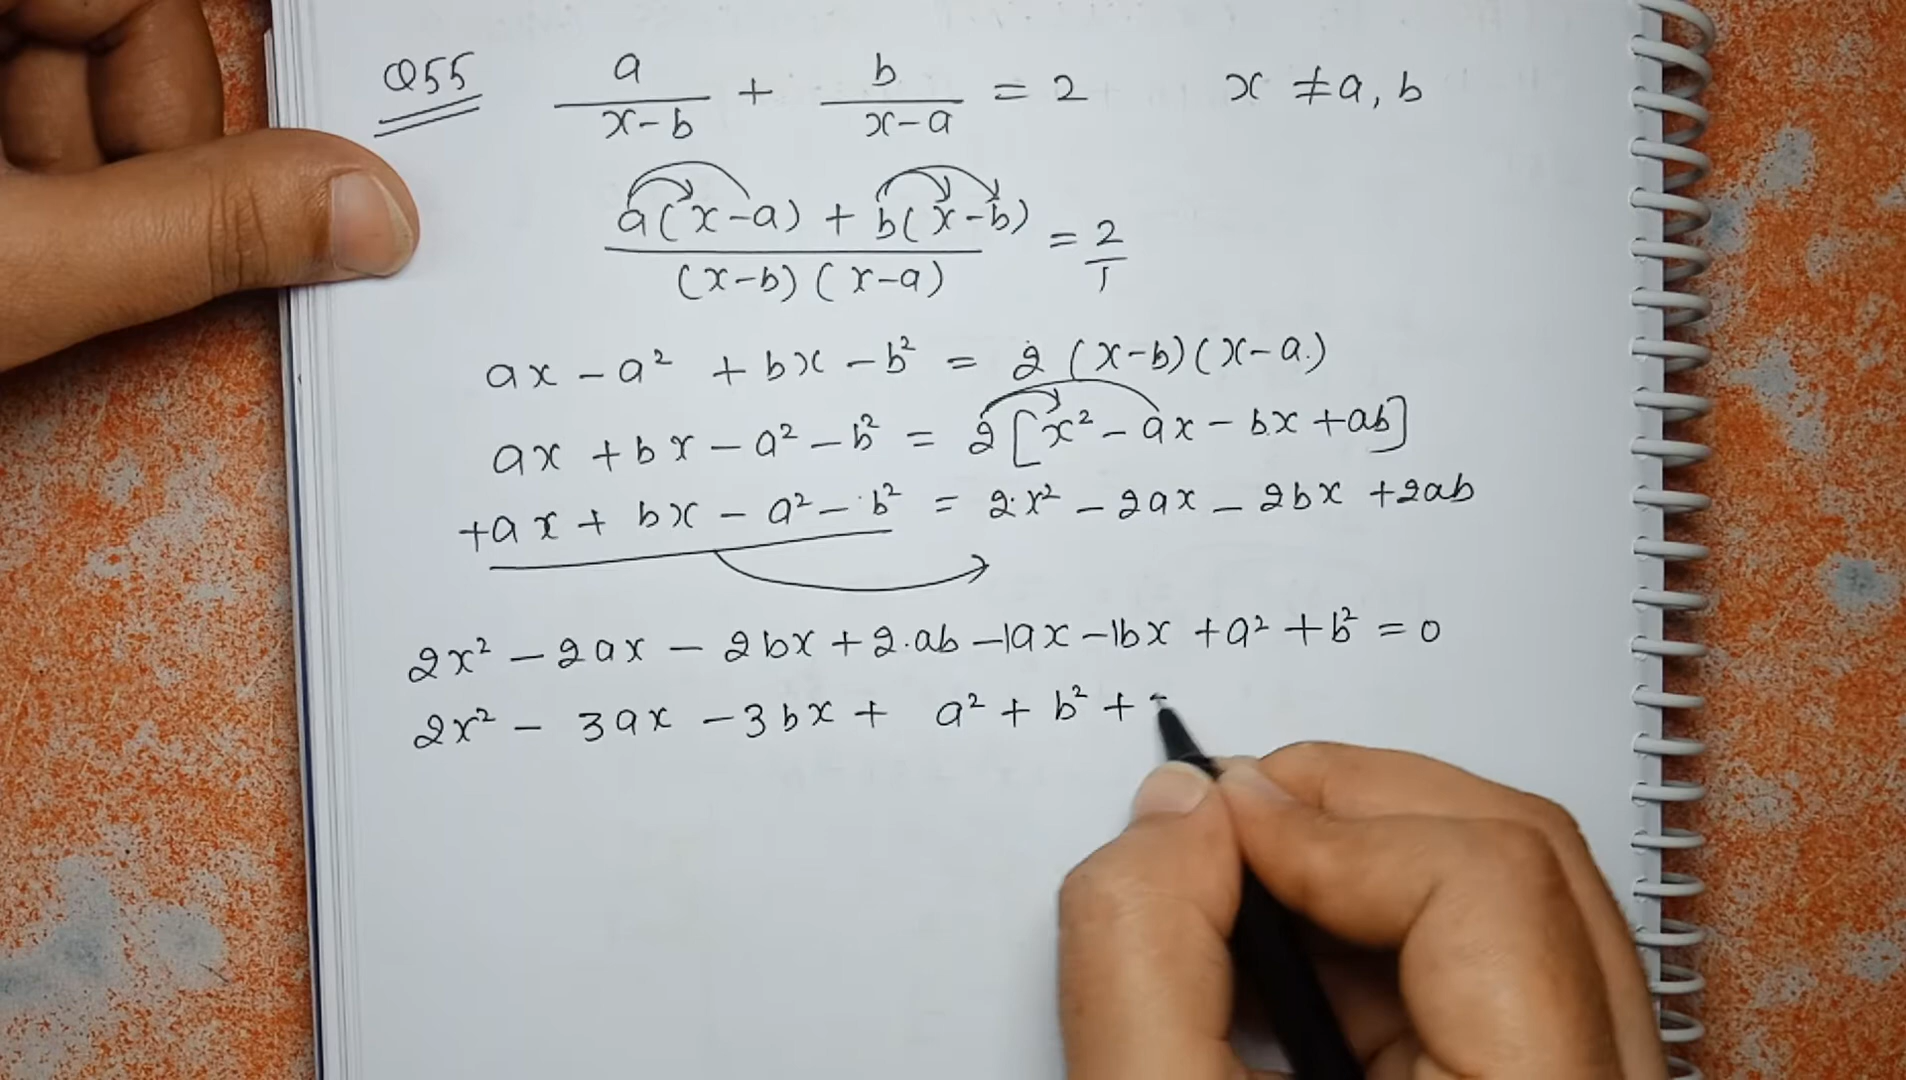 Q55 a/(x-b) + b/(x-a) = 2 x ≠ a, b
(a(x-a) + b(x-b))/((x-b)(x-a)) = 2/1
ax - a² + bx - b² = 2 (x-b)(x-a)
ax + bx - a² - b² = 2[x² - ax - bx + ab]
+ax + bx - a² - b² = 2x² - 2ax - 2bx + 2ab
2x² - 2ax - 2bx + 2.ab - 1ax - 1bx + a² + b² = 0
2x² - 3ax - 3bx + a² + b² +